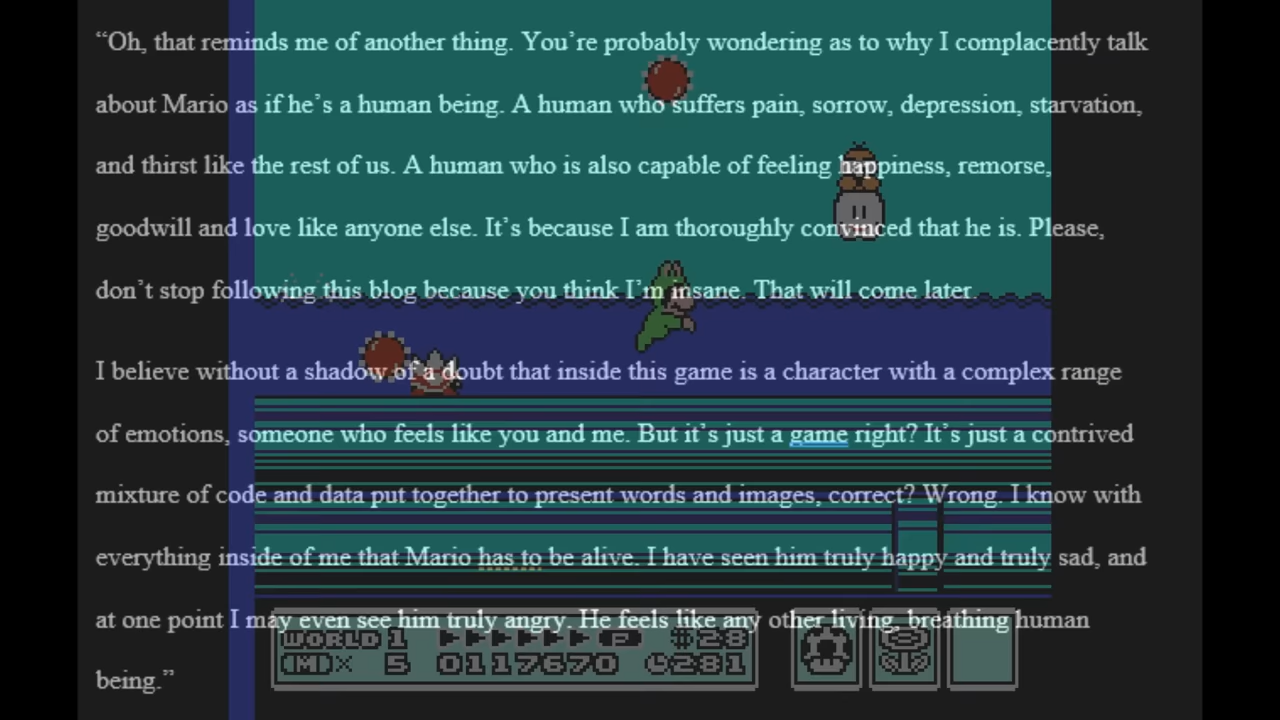 “Oh, that reminds me of another thing. You’re probably wondering as to why I complacently talk
about Mario as if he’s a human being. A human who suffers pain, sorrow, depression, starvation,
and thirst like the rest of us. A human who is also capable of feeling happiness, remorse,
goodwill and love like anyone else. It’s because I am thoroughly convinced that he is. Please,
don’t stop following this blog because you think I’m insane. That will come later.
I believe without a shadow of a doubt that inside this game is a character with a complex range
of emotions, someone who feels like you and me. But it’s just a game right? It’s just a contrived
mixture of code and data put together to present words and images, correct? Wrong. I know with
everything inside of me that Mario has to be alive. I have seen him truly happy and truly sad, and
at one point I may even see him truly angry. He feels like any other living, breathing human
being.”
WORLD 1 P $28
M x 5 0117670 281